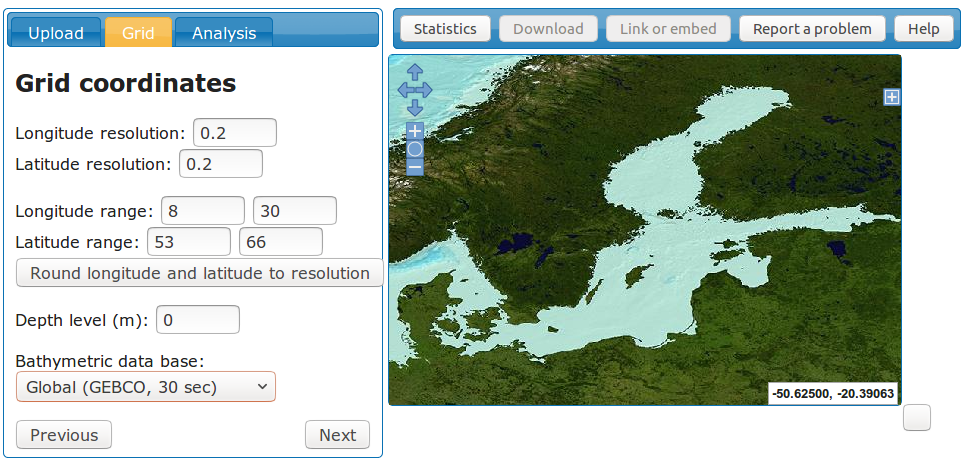 Upload Grid Analysis
Statistics Download Link or embed Report a problem Help
Grid coordinates
Longitude resolution: 0.2
Latitude resolution: 0.2
Longitude range: 8 30
Latitude range: 53 66
Round longitude and latitude to resolution
Depth level (m): 0
Bathymetric data base:
Global (GEBCO, 30 sec)
Previous Next
-50.62500, -20.39063